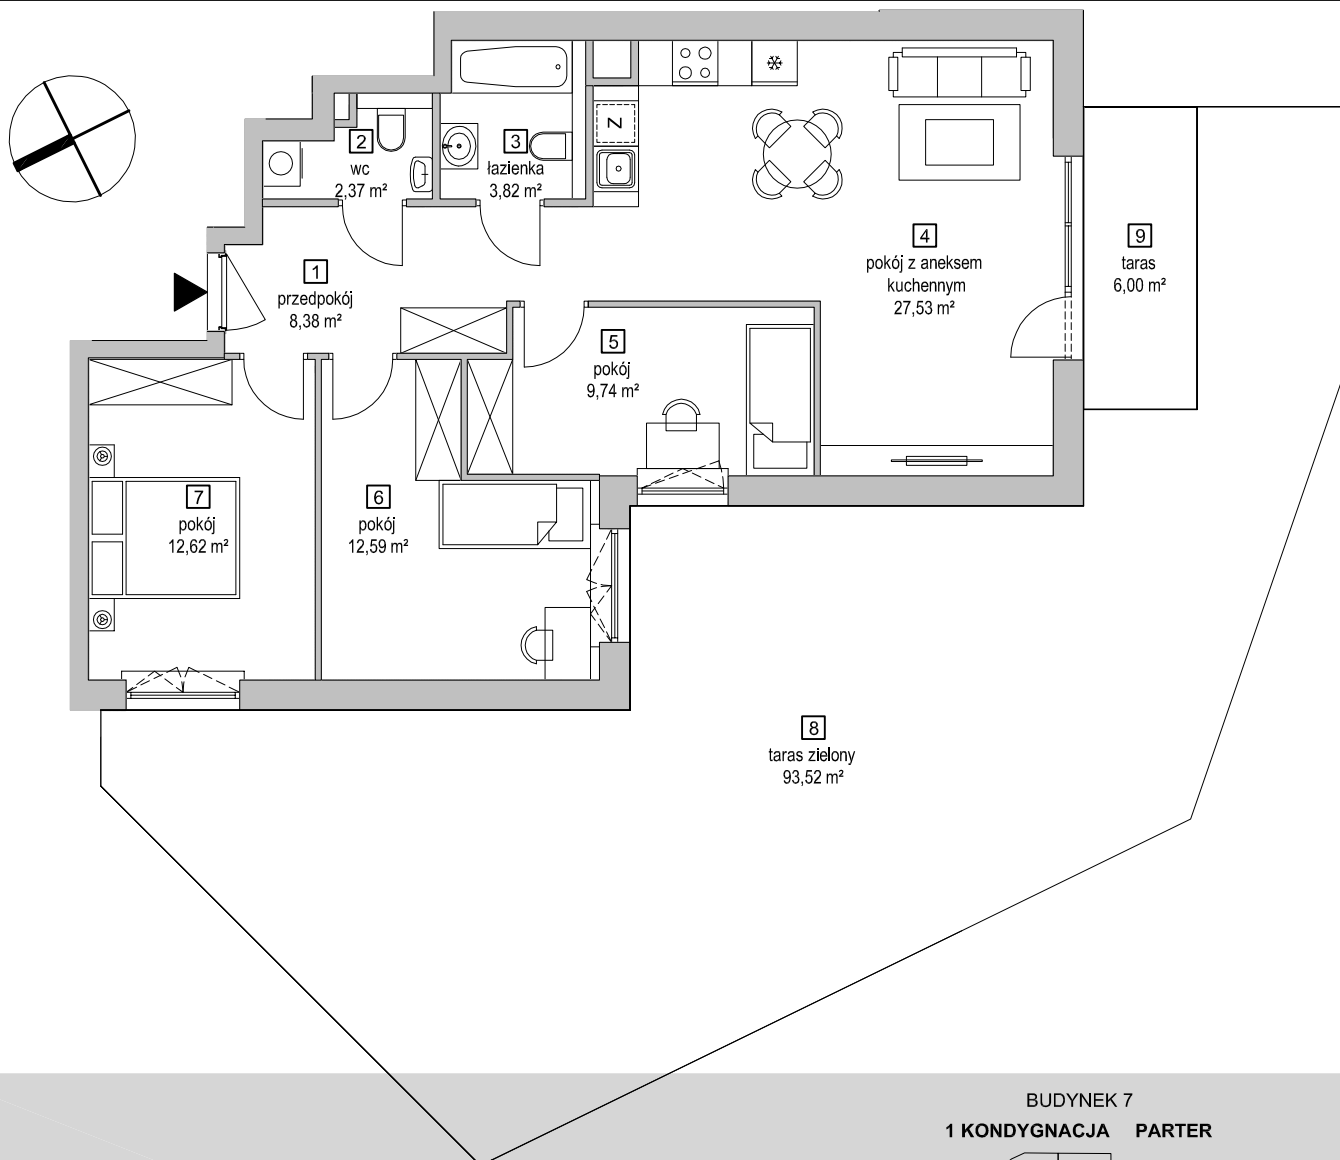 2
wc
2,37 m²
3
łazienka
3,82 m²
Z
4
pokój z aneksem
kuchennym
27,53 m²
9
taras
6,00 m²
1
przedpokój
8,38 m²
5
pokój
9,74 m²
7
pokój
12,62 m²
6
pokój
12,59 m²
8
taras zielony
93,52 m²
BUDYNEK 7
1 KONDYGNACJA PARTER